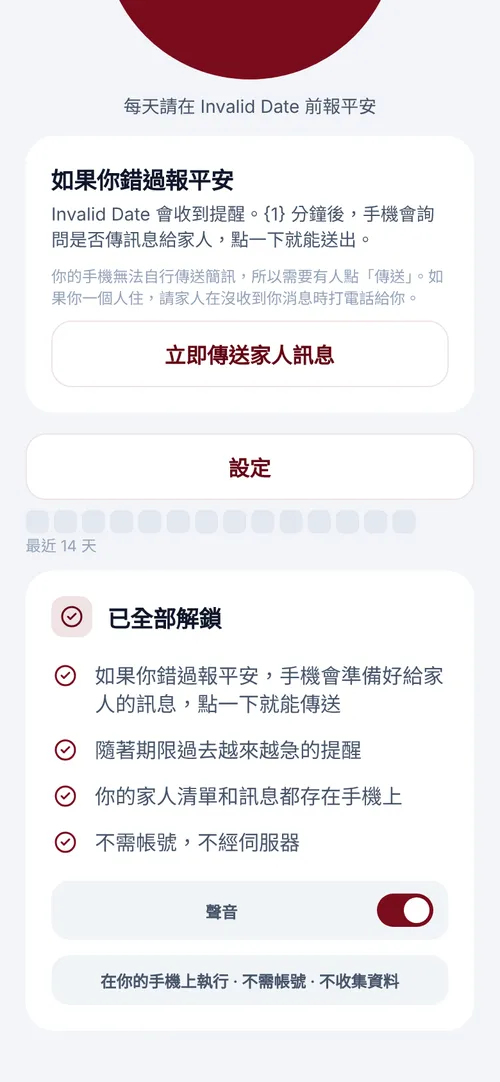 每天請在 Invalid Date 前報平安
如果你錯過報平安
Invalid Date 會收到提醒。{1} 分鐘後，手機會詢
問是否傳訊息給家人，點一下就能送出。
你的手機無法自行傳送簡訊，所以需要有人點「傳送」。如
果你一個人住，請家人在沒收到你消息時打電話給你。
立即傳送家人訊息
設定
最近 14 天
已全部解鎖
如果你錯過報平安，手機會準備好給家
人的訊息，點一下就能傳送
隨著期限過去越來越急的提醒
你的家人清單和訊息都存在手機上
不需帳號，不經伺服器
聲音
在你的手機上執行 · 不需帳號 · 不收集資料